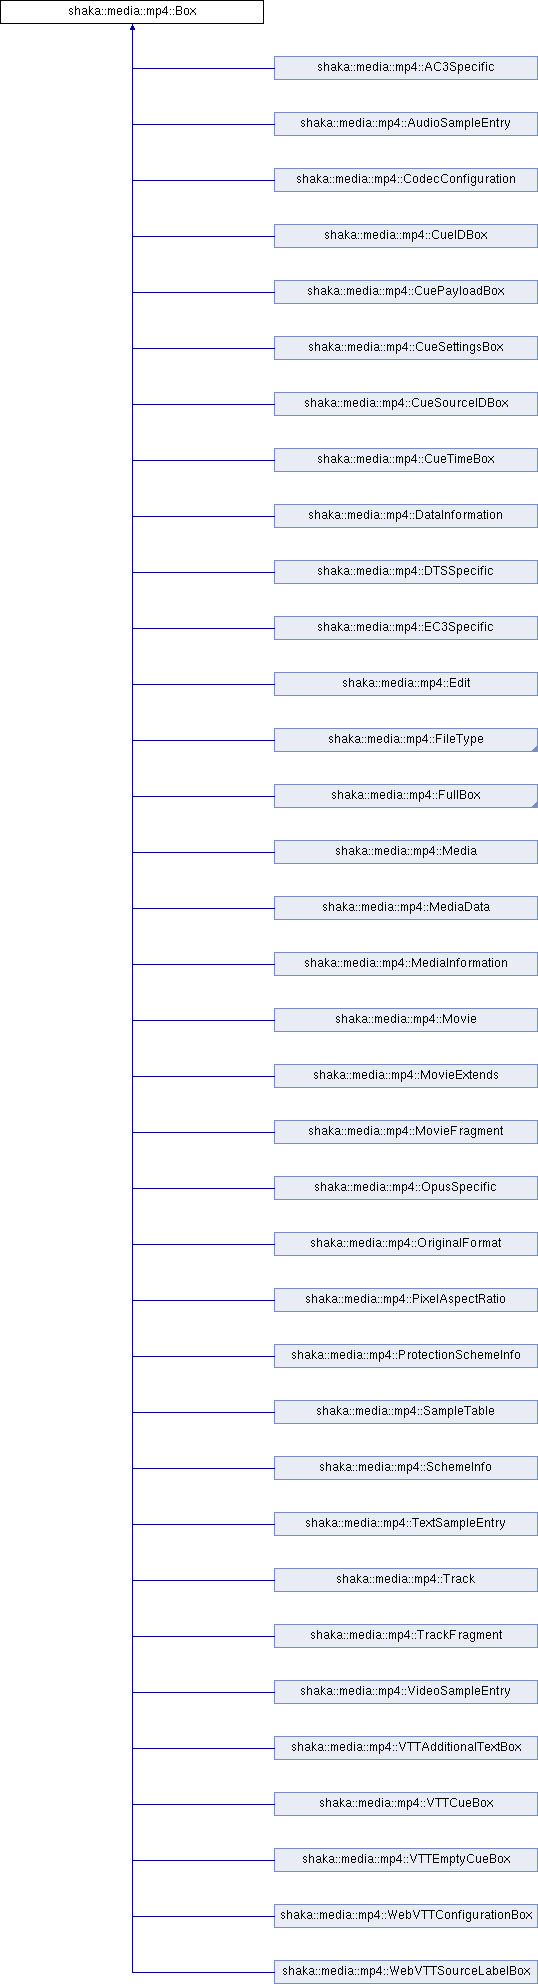 shaka::media::mp4::Box
shaka::media::mp4::AC3Specific
shaka::media::mp4::AudioSampleEntry
shaka::media::mp4::CodecConfiguration
shaka::media::mp4::CueIDBox
shaka::media::mp4::CuePayloadBox
shaka::media::mp4::CueSettingsBox
shaka::media::mp4::CueSourceIDBox
shaka::media::mp4::CueTimeBox
shaka::media::mp4::DataInformation
shaka::media::mp4::DTSSpecific
shaka::media::mp4::EC3Specific
shaka::media::mp4::Edit
shaka::media::mp4::FileType
shaka::media::mp4::FullBox
shaka::media::mp4::Media
shaka::media::mp4::MediaData
shaka::media::mp4::MediaInformation
shaka::media::mp4::Movie
shaka::media::mp4::MovieExtends
shaka::media::mp4::MovieFragment
shaka::media::mp4::OpusSpecific
shaka::media::mp4::OriginalFormat
shaka::media::mp4::PixelAspectRatio
shaka::media::mp4::ProtectionSchemeInfo
shaka::media::mp4::SampleTable
shaka::media::mp4::SchemeInfo
shaka::media::mp4::TextSampleEntry
shaka::media::mp4::Track
shaka::media::mp4::TrackFragment
shaka::media::mp4::VideoSampleEntry
shaka::media::mp4::VTTAdditionalTextBox
shaka::media::mp4::VTTCueBox
shaka::media::mp4::VTTEmptyCueBox
shaka::media::mp4::WebVTTConfigurationBox
shaka::media::mp4::WebVTTSourceLabelBox